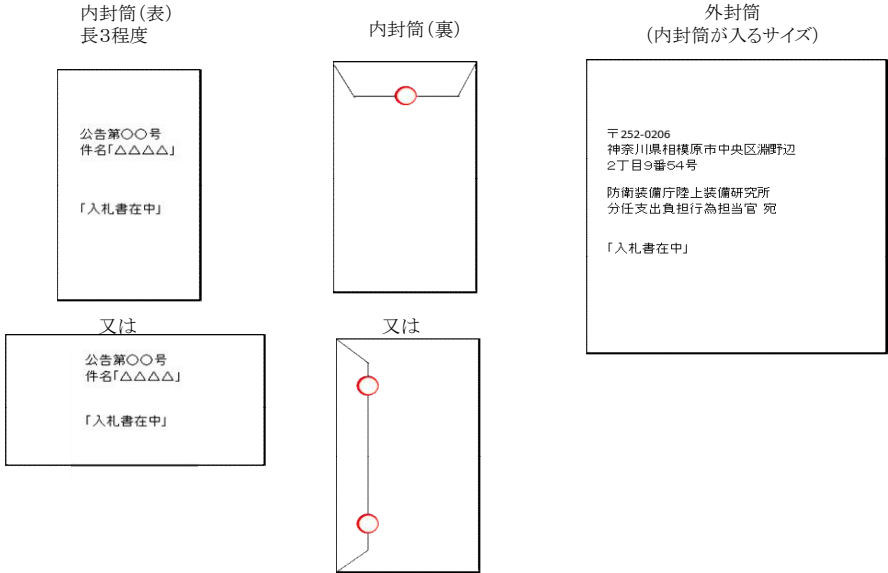 内封筒(表)
長3程度
公告第○○号
件名「△△△△」
「入札書在中」
又は
公告第○○号
件名「△△△△」
「入札書在中」
内封筒(裏)
又は
外封筒
(内封筒が入るサイズ)
〒252-0206
神奈川県相模原市中央区淵野辺
2丁目9番54号
防衛装備庁陸上装備研究所
分任支出負担行為担当官 宛
「入札書在中」